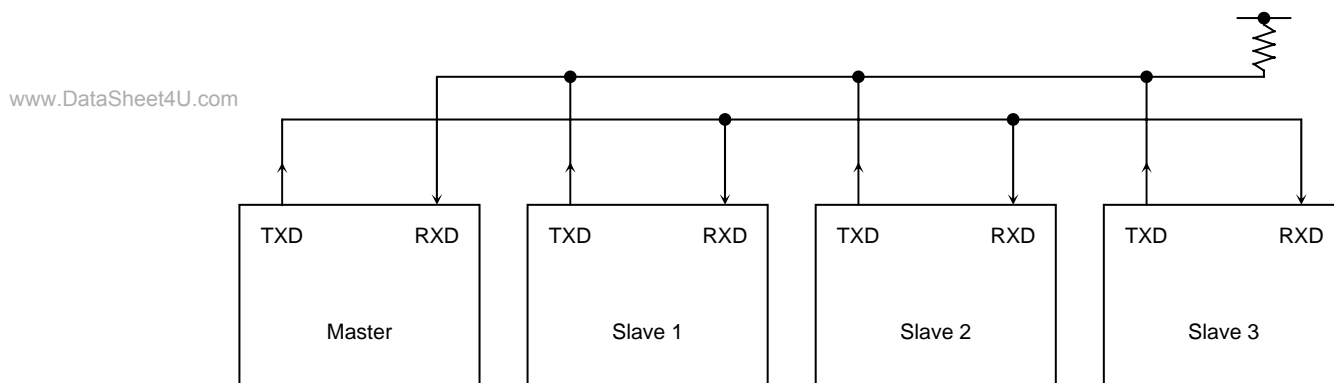 www.DataSheet4U.com
TXD RXD TXD RXD TXD RXD TXD RXD
Master Slave 1 Slave 2 Slave 3